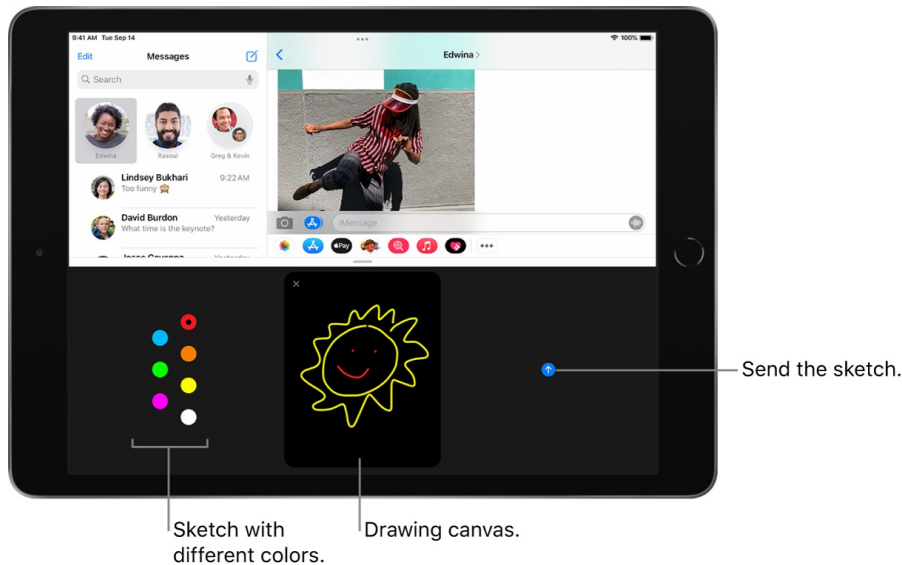 9:41 AM Tue Sep 14
100%
Edit
Messages
Edwina >
Search
Edwina
Rasoul
Greg & Kevin
Lindsey Bukhari
9:22 AM
Too funny 🙈
David Burdon
Yesterday
What time is the keynote?
Yesterday
iMessage
Pay
Send the sketch.
Sketch with
different colors.
Drawing canvas.